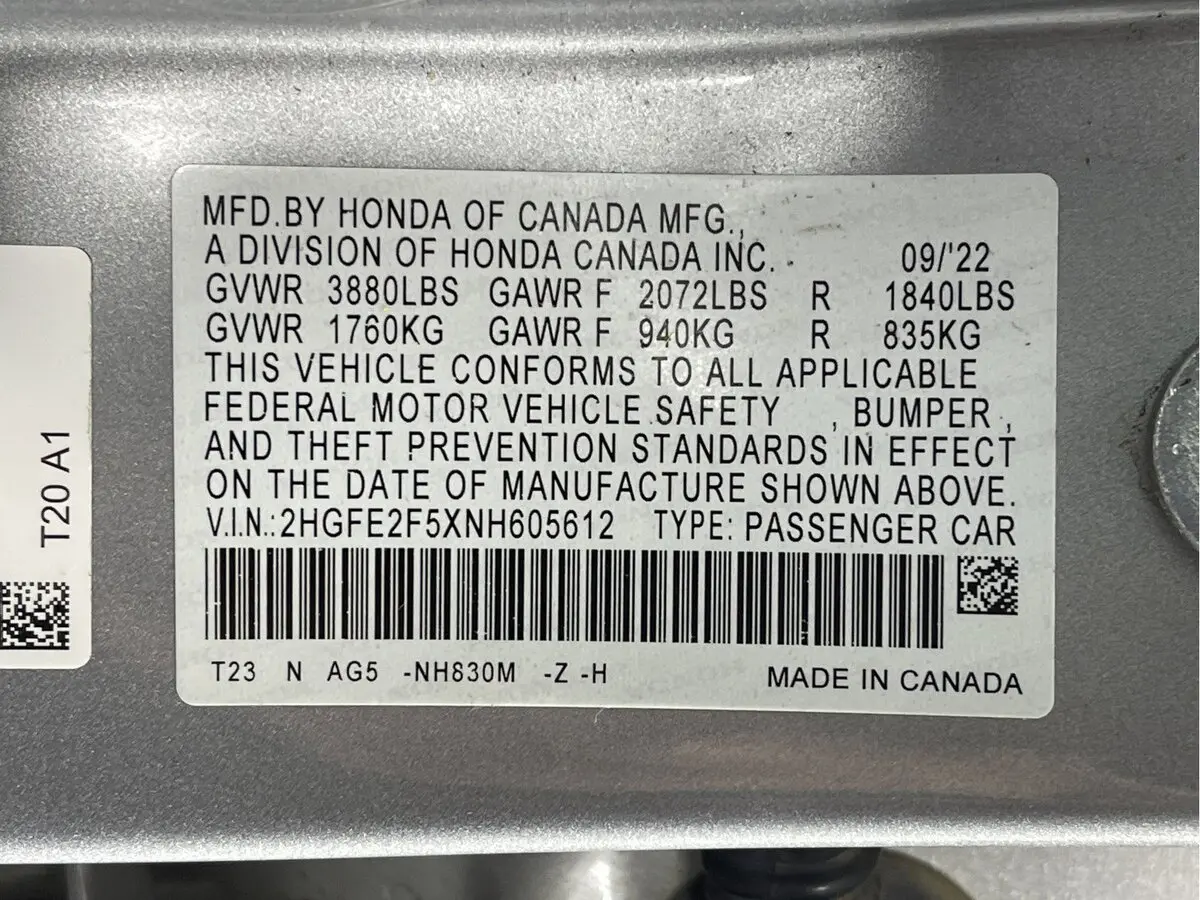 MFD.BY HONDA OF CANADA MFG.,
A DIVISION OF HONDA CANADA INC. 09/'22
GVWR 3880LBS GAWR F 2072LBS R 1840LBS
GVWR 1760KG GAWR F 940KG R 835KG
THIS VEHICLE CONFORMS TO ALL APPLICABLE
FEDERAL MOTOR VEHICLE SAFETY , BUMPER ,
AND THEFT PREVENTION STANDARDS IN EFFECT
ON THE DATE OF MANUFACTURE SHOWN ABOVE.
V.I.N.: 2HGFE2F5XNH605612 TYPE: PASSENGER CAR
T23 N AG5 -NH830M -Z -H MADE IN CANADA
T20 A1